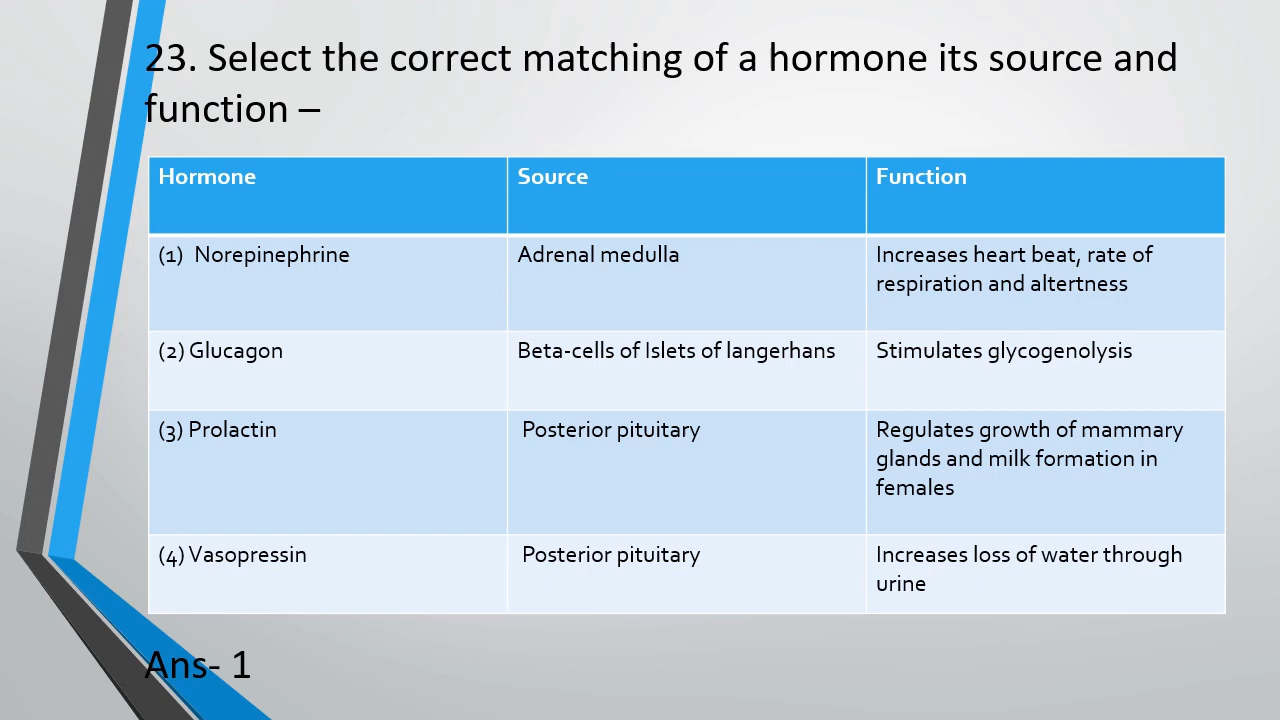 23. Select the correct matching of a hormone its source and
function –
Hormone
Source
Function
(1) Norepinephrine
Adrenal medulla
Increases heart beat, rate of
respiration and altertness
(2) Glucagon
Beta-cells of Islets of langerhans
Stimulates glycogenolysis
(3) Prolactin
Posterior pituitary
Regulates growth of mammary
glands and milk formation in
females
(4) Vasopressin
Posterior pituitary
Increases loss of water through
urine
Ans- 1